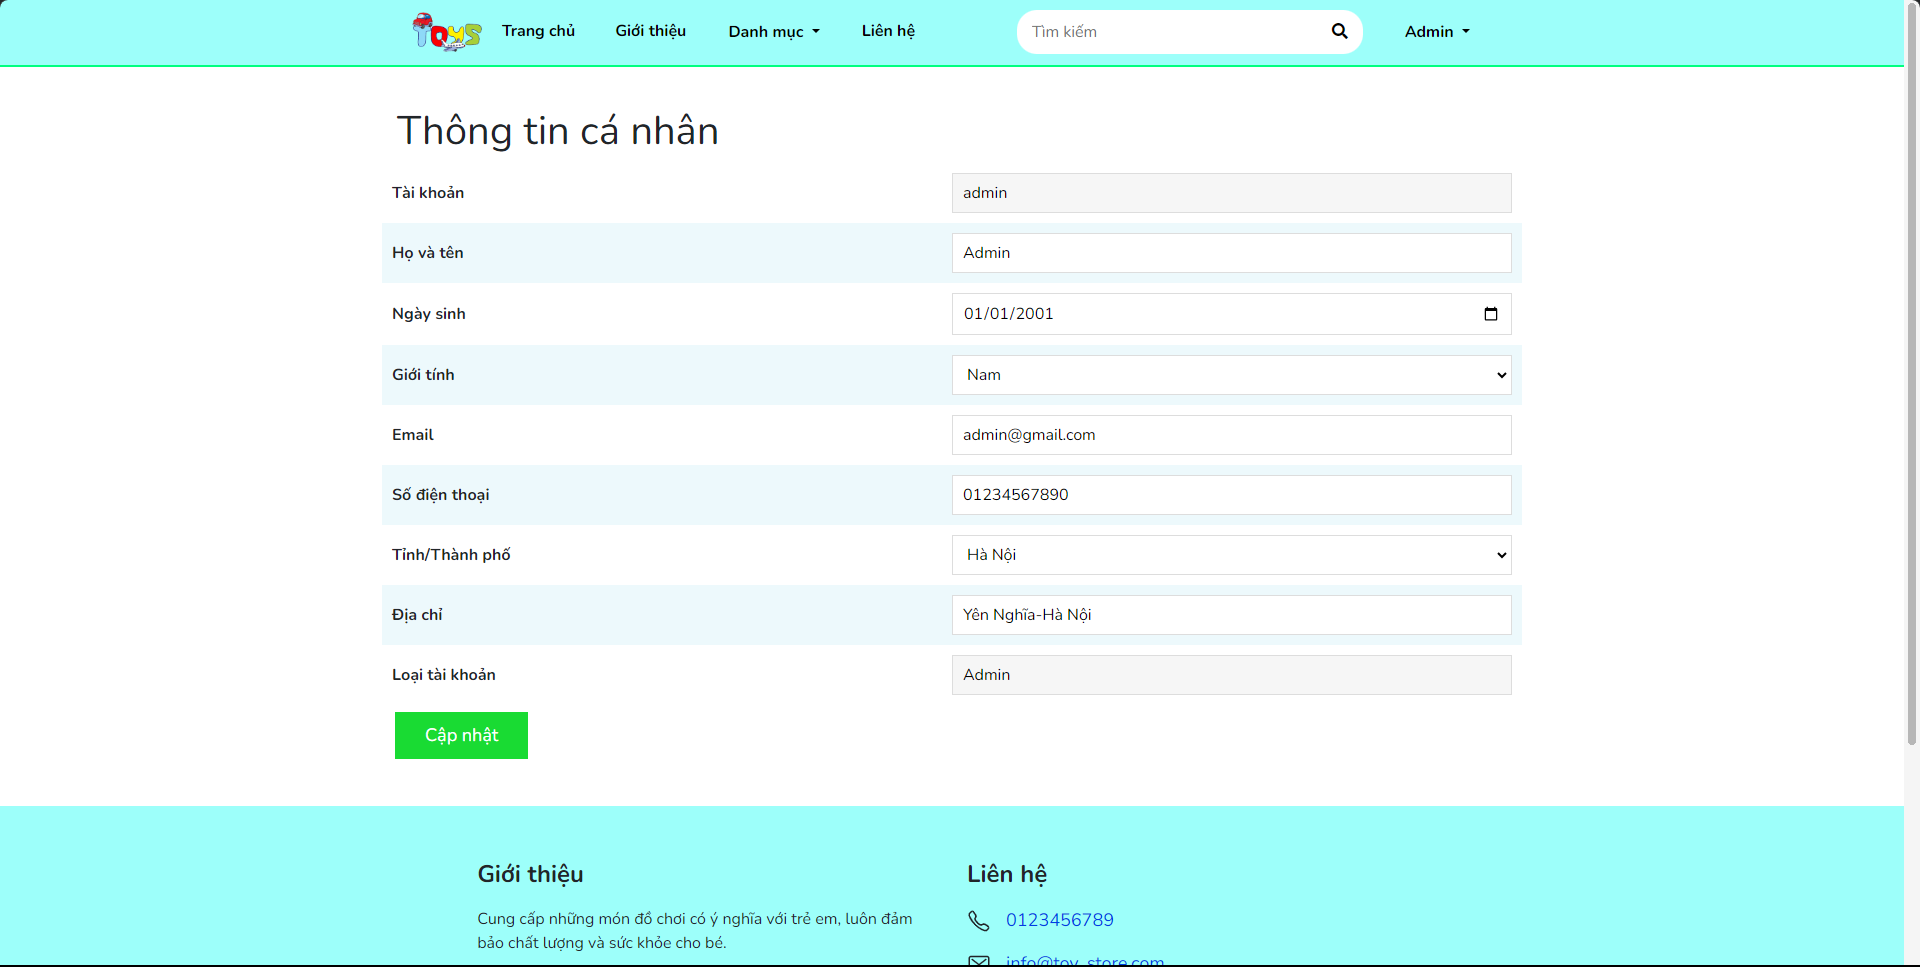 TOYS Trang chủ Giới thiệu Danh mục Liên hệ Tìm kiếm Admin
Thông tin cá nhân
Tài khoản admin
Họ và tên Admin
Ngày sinh 01/01/2001
Giới tính Nam
Email admin@gmail.com
Số điện thoại 01234567890
Tỉnh/Thành phố Hà Nội
Địa chỉ Yên Nghĩa-Hà Nội
Loại tài khoản Admin
Cập nhật
Giới thiệu
Cung cấp những món đồ chơi có ý nghĩa với trẻ em, luôn đảm
bảo chất lượng và sức khỏe cho bé.
Liên hệ
0123456789
info@toy_store.com